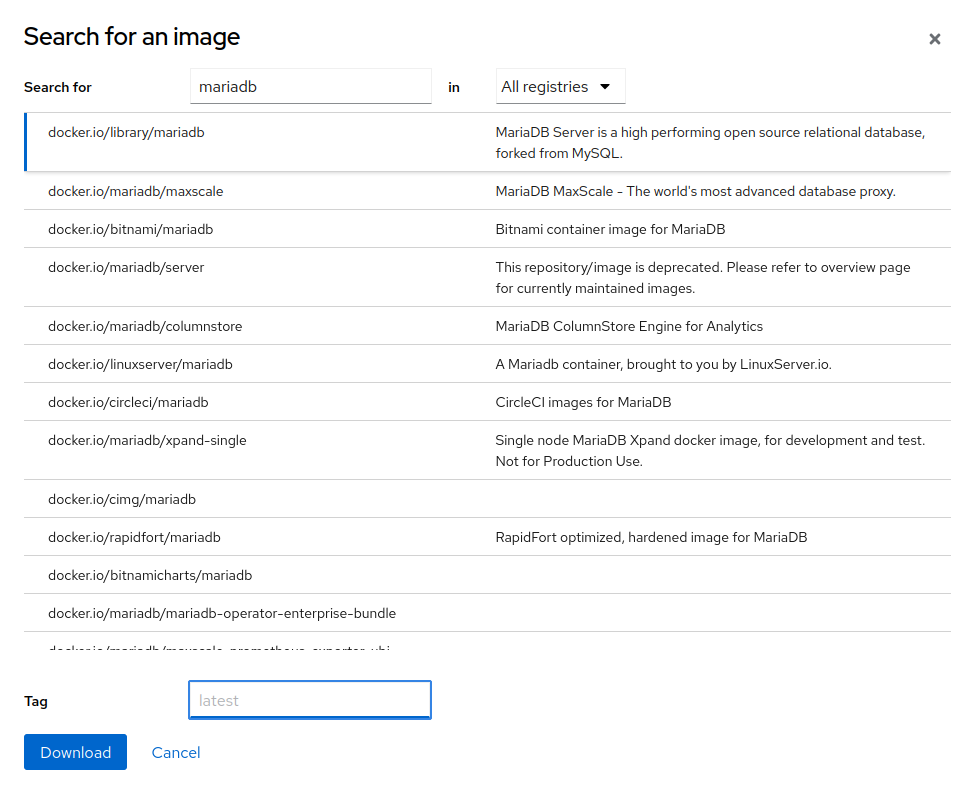 Search for an image
Search for mariadb in All registries
docker.io/library/mariadb MariaDB Server is a high performing open source relational database,
forked from MySQL.
docker.io/mariadb/maxscale MariaDB MaxScale - The world's most advanced database proxy.
docker.io/bitnami/mariadb Bitnami container image for MariaDB
docker.io/mariadb/server This repository/image is deprecated. Please refer to overview page
for currently maintained images.
docker.io/mariadb/columnstore MariaDB ColumnStore Engine for Analytics
docker.io/linuxserver/mariadb A Mariadb container, brought to you by LinuxServer.io.
docker.io/circleci/mariadb CircleCI images for MariaDB
docker.io/mariadb/xpand-single Single node MariaDB Xpand docker image, for development and test.
Not for Production Use.
docker.io/cimg/mariadb
docker.io/rapidfort/mariadb RapidFort optimized, hardened image for MariaDB
docker.io/bitnamicharts/mariadb
docker.io/mariadb/mariadb-operator-enterprise-bundle
docker.io/mariadb/maxscale-prometheus-exporter-ubi
Tag latest
Download Cancel